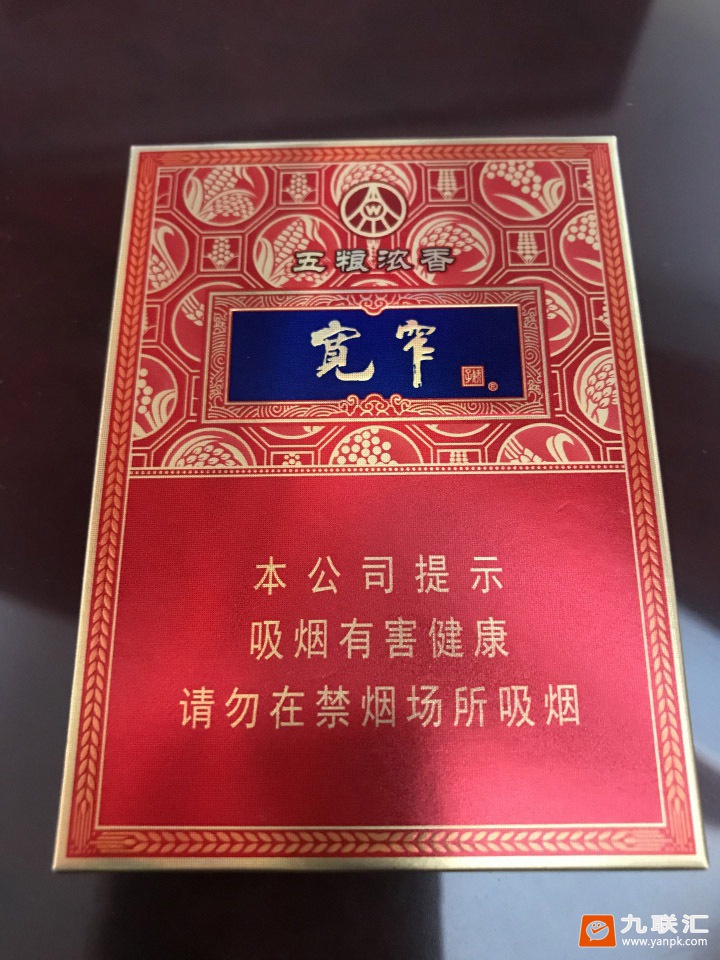 五粮浓香
宽窄
®
本公司提示
吸烟有害健康
请勿在禁烟场所吸烟
九联汇
www.yanpk.com